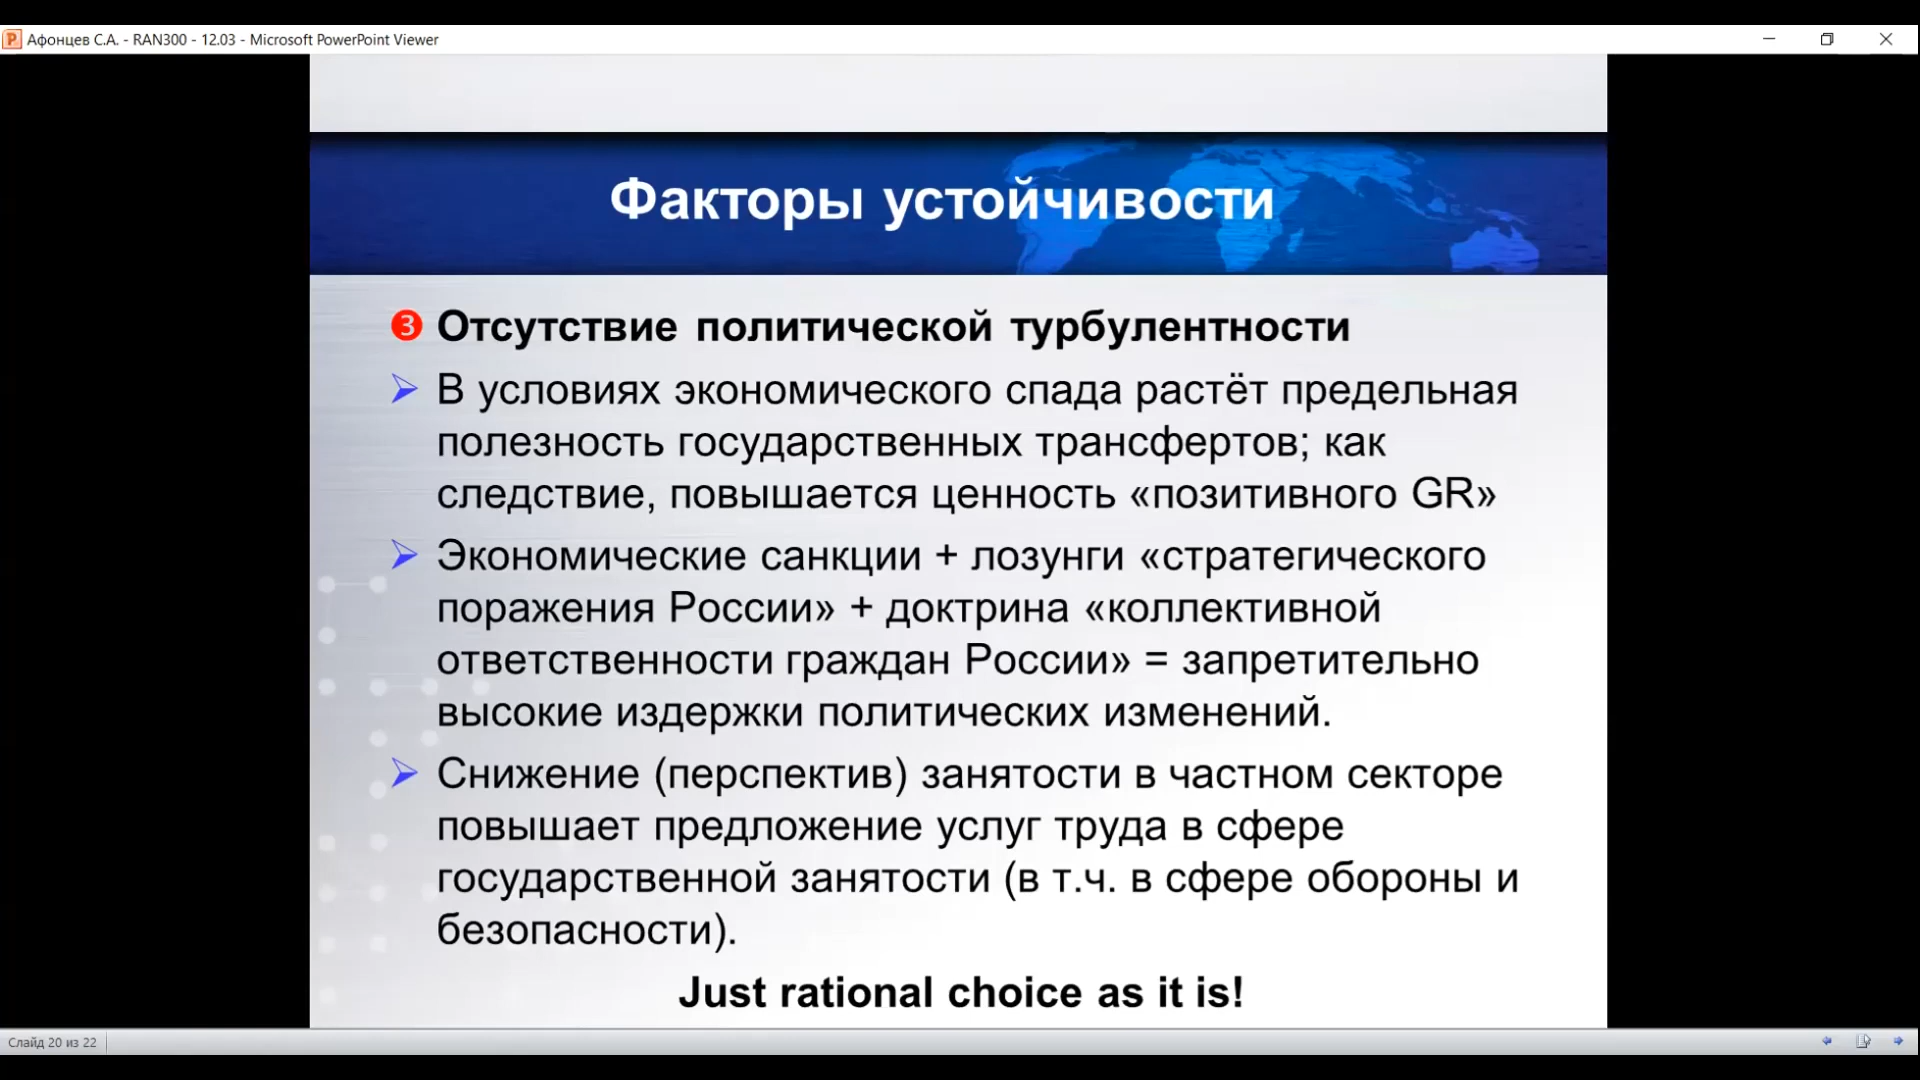 Афонцев С.А. - RAN300 - 12.03 - Microsoft PowerPoint Viewer
Факторы устойчивости
3 Отсутствие политической турбулентности
В условиях экономического спада растёт предельная
полезность государственных трансфертов; как
следствие, повышается ценность «позитивного GR»
Экономические санкции + лозунги «стратегического
поражения России» + доктрина «коллективной
ответственности граждан России» = запретительно
высокие издержки политических изменений.
Снижение (перспектив) занятости в частном секторе
повышает предложение услуг труда в сфере
государственной занятости (в т.ч. в сфере обороны и
безопасности).
Just rational choice as it is!
Слайд 20 из 22